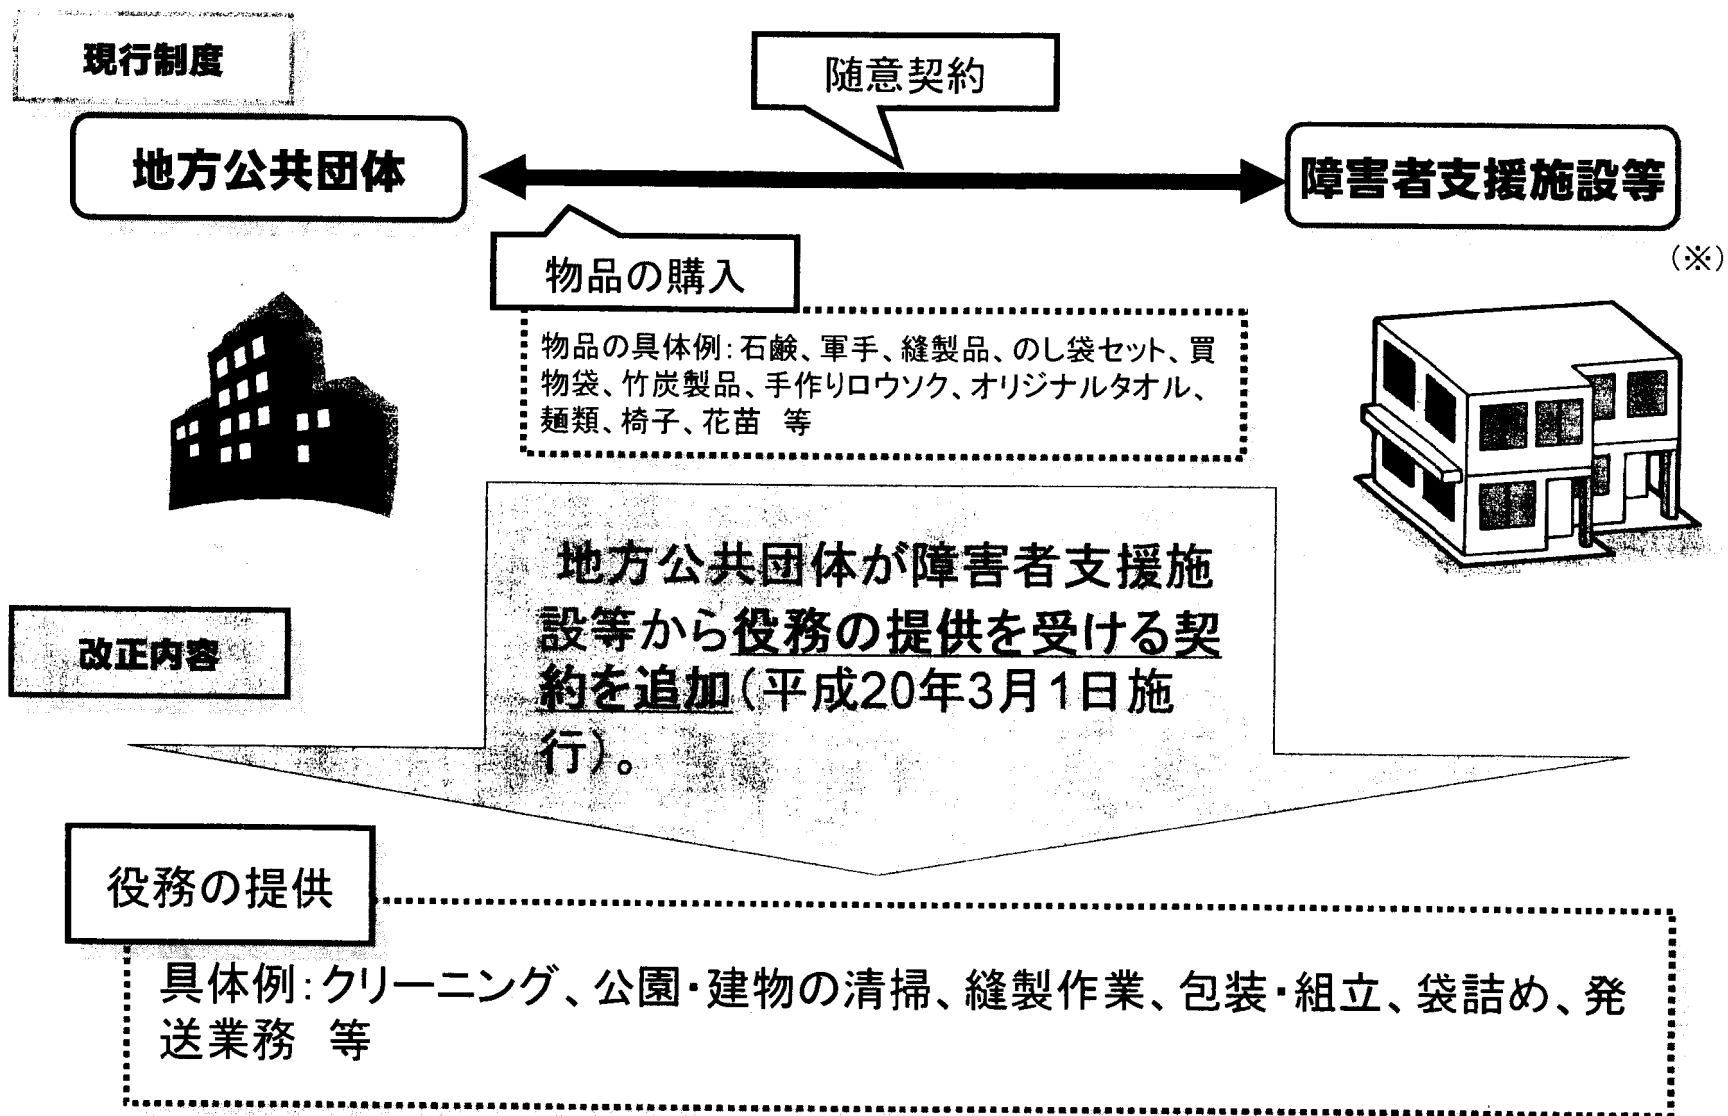 現行制度
随意契約
地方公共団体
障害者支援施設等
(※)
物品の購入
物品の具体例:石鹸、軍手、縫製品、のし袋セット、買
物袋、竹炭製品、手作りロウソク、オリジナルタオル、
麺類、椅子、花苗 等
地方公共団体が障害者支援施
設等から役務の提供を受ける契
約を追加(平成20年3月1日施
行)。
改正内容
役務の提供
具体例:クリーニング、公園・建物の清掃、縫製作業、包装・組立、袋詰め、発
送業務 等